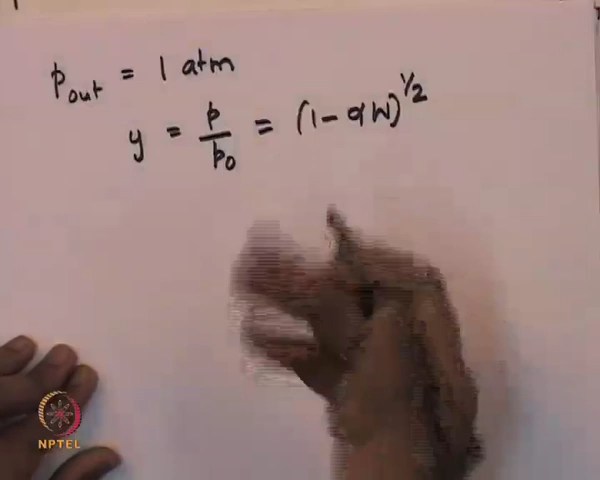 p_out = 1 atm
y = p/p_0 = (1 - αW)^{1/2}
NPTEL